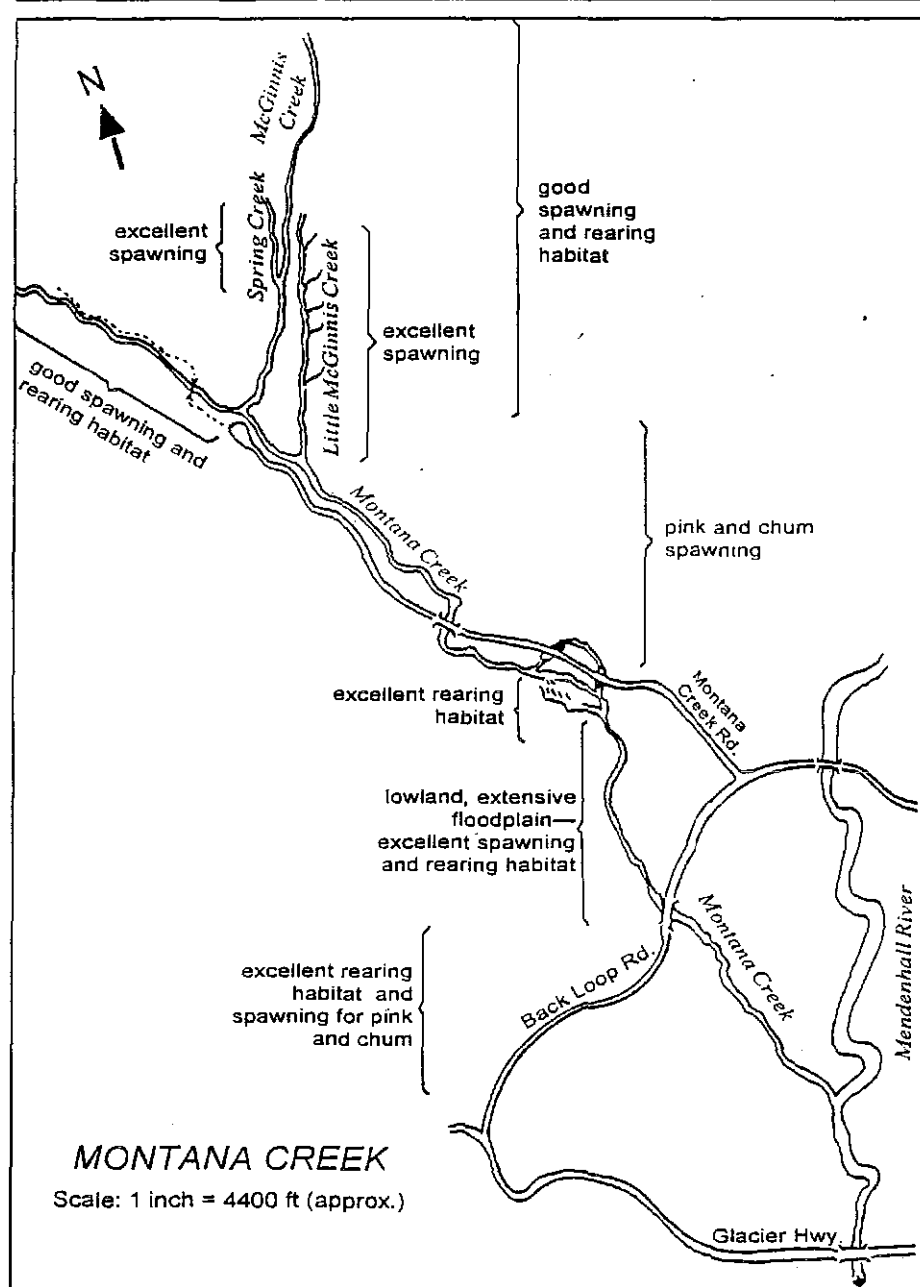 N
McGinnis
Creek
Spring Creek
excellent
spawning
Little McGinnis Creek
excellent
spawning
good
spawning
and rearing
habitat
good spawning and
rearing habitat
Montana Creek
pink and chum
spawning
excellent rearing
habitat
Montana
Creek Rd.
lowland, extensive
floodplain—
excellent spawning
and rearing habitat
Montana Creek
Mendenhall River
excellent rearing
habitat and
spawning for pink
and chum
Back Loop Rd.
MONTANA CREEK
Scale: 1 inch = 4400 ft (approx.)
Glacier Hwy.